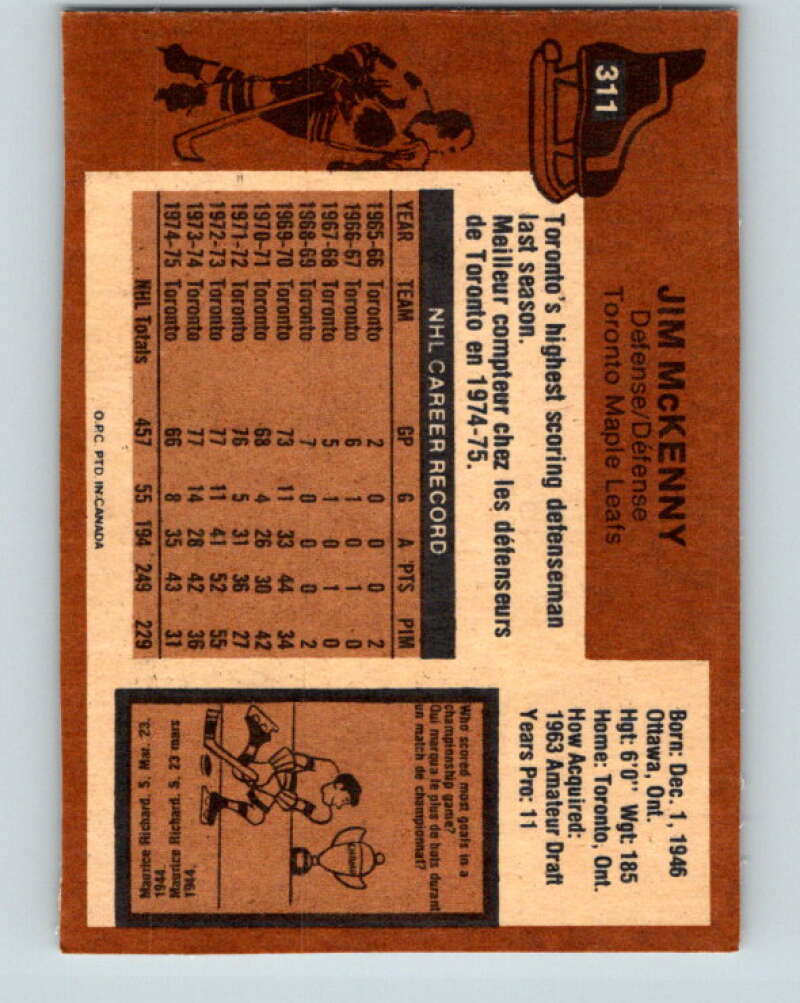 311
JIM McKENNY
Defense/Défense
Toronto Maple Leafs
Toronto's highest scoring defenseman
last season.
Meilleur compteur chez les défenseurs
de Toronto en 1974-75.
NHL CAREER RECORD
YEAR TEAM GP G A PTS PIM
1965-66 Toronto 2 0 0 0 2
1966-67 Toronto 6 1 0 1 0
1967-68 Toronto 5 1 0 1 0
1968-69 Toronto 7 0 0 0 2
1969-70 Toronto 73 11 33 44 34
1970-71 Toronto 68 4 26 30 42
1971-72 Toronto 76 5 31 36 27
1972-73 Toronto 77 11 41 52 55
1973-74 Toronto 77 14 28 42 36
1974-75 Toronto 66 8 35 43 31
NHL Totals 457 55 194 249 229
O.P.C. PTD IN CANADA
Born: Dec. 1, 1946
Ottawa, Ont.
Hgt: 6'0" Wgt: 185
Home: Toronto, Ont.
How Acquired:
1963 Amateur Draft
Years Pro: 11
Who scored most goals in a
championship game?
Qui marqua le plus de buts durant
un match de championnat?
Maurice Richard, 5, Mar. 23,
1944.
Maurice Richard, 5, 23 mars
1944.